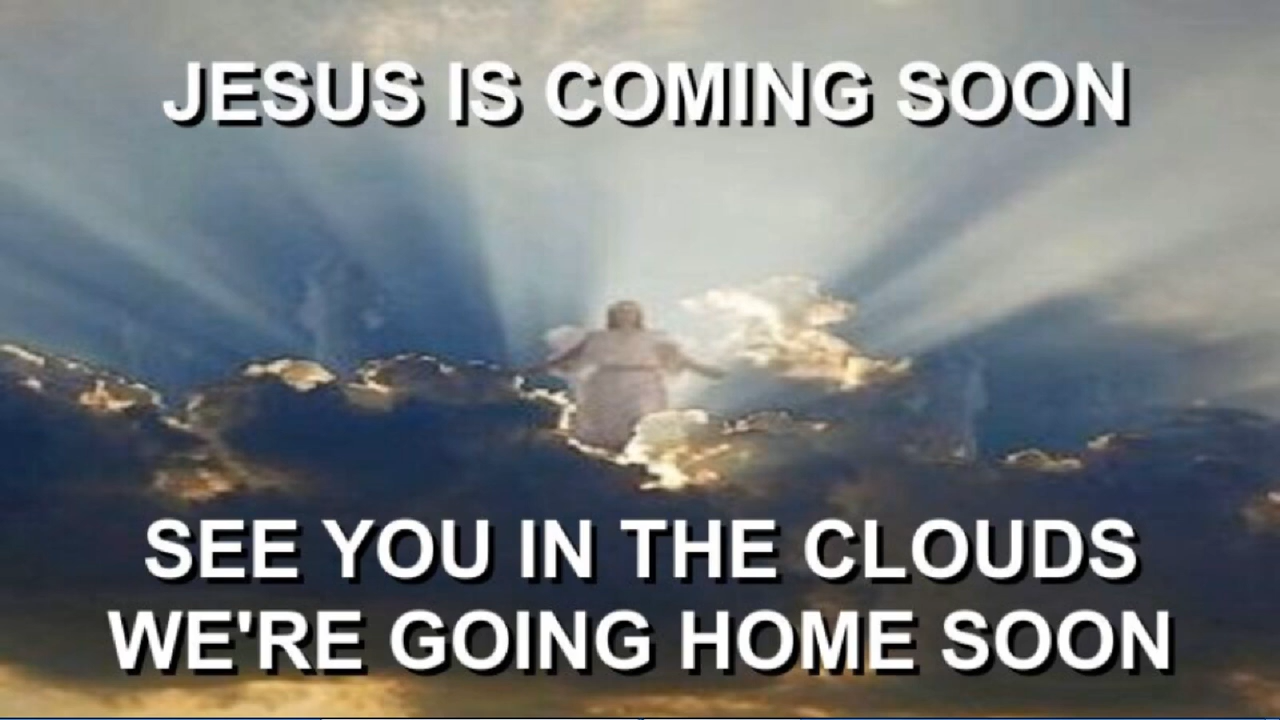 JESUS IS COMING SOON
SEE YOU IN THE CLOUDS
WE'RE GOING HOME SOON